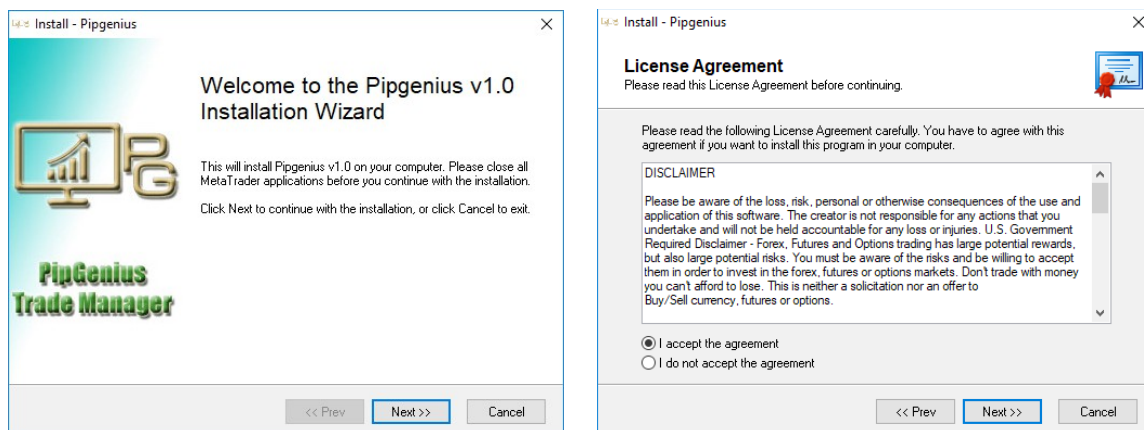 Install - Pipgenius
Welcome to the Pipgenius v1.0
Installation Wizard
This will install Pipgenius v1.0 on your computer. Please close all
MetaTrader applications before you continue with the installation.
Click Next to continue with the installation, or click Cancel to exit.
PG
PipGenius
Trade Manager
<< Prev
Next >>
Cancel
Install - Pipgenius
License Agreement
Please read this License Agreement before continuing.
Please read the following License Agreement carefully. You have to agree with this
agreement if you want to install this program in your computer.
DISCLAIMER
Please be aware of the loss, risk, personal or otherwise consequences of the use and
application of this software. The creator is not responsible for any actions that you
undertake and will not be held accountable for any loss or injuries. U.S. Government
Required Disclaimer - Forex, Futures and Options trading has large potential rewards,
but also large potential risks. You must be aware of the risks and be willing to accept
them in order to invest in the forex, futures or options markets. Don't trade with money
you can't afford to lose. This is neither a solicitation nor an offer to
Buy/Sell currency, futures or options.
I accept the agreement
I do not accept the agreement
<< Prev
Next >>
Cancel